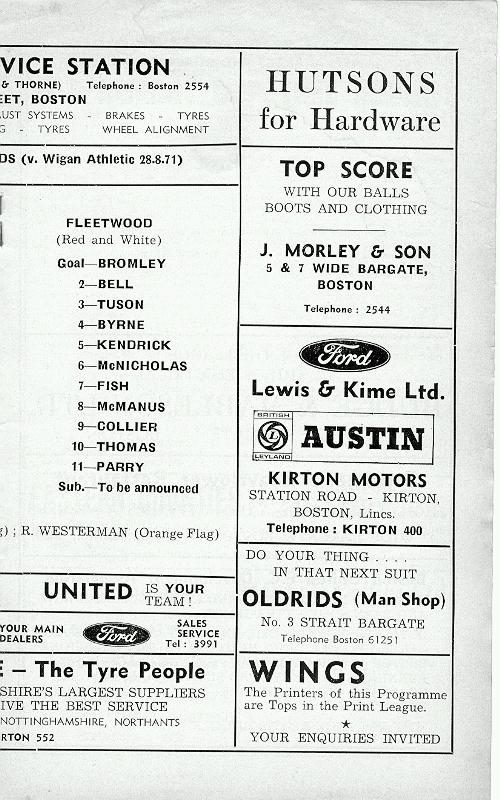 VICE STATION
& THORNE) Telephone : Boston 2554
EET, BOSTON
UST SYSTEMS - BRAKES - TYRES
G - TYRES WHEEL ALIGNMENT
DS (v. Wigan Athletic 28.8.71)
FLEETWOOD
(Red and White)
Goal—BROMLEY
2—BELL
3—TUSON
4—BYRNE
5—KENDRICK
6—McNICHOLAS
7—FISH
8—McMANUS
9—COLLIER
10—THOMAS
11—PARRY
Sub.—To be announced
g) ; R. WESTERMAN (Orange Flag)
UNITED IS YOUR
TEAM !
YOUR MAIN
DEALERS
Ford
SALES
SERVICE
Tel : 3991
E – The Tyre People
SHIRE'S LARGEST SUPPLIERS
IVE THE BEST SERVICE
NOTTINGHAMSHIRE, NORTHANTS
RTON 552
HUTSONS
for Hardware
TOP SCORE
WITH OUR BALLS
BOOTS AND CLOTHING
J. MORLEY & SON
5 & 7 WIDE BARGATE,
BOSTON
Telephone : 2544
Ford
Lewis & Kime Ltd.
BRITISH
L
LEYLAND
AUSTIN
KIRTON MOTORS
STATION ROAD - KIRTON,
BOSTON, Lincs.
Telephone : KIRTON 400
DO YOUR THING . . . .
IN THAT NEXT SUIT
OLDRIDS (Man Shop)
No. 3 STRAIT BARGATE
Telephone Boston 61251
WINGS
The Printers of this Programme
are Tops in the Print League.
★
YOUR ENQUIRIES INVITED